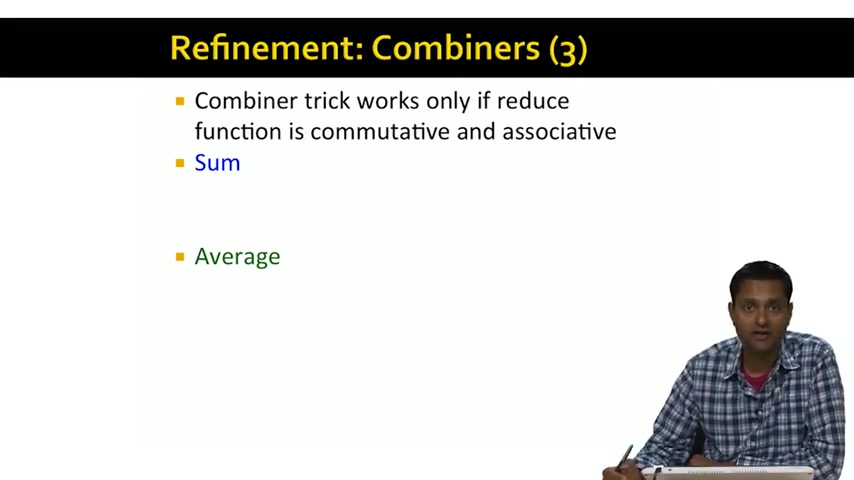 Refinement: Combiners (3)
Combiner trick works only if reduce
function is commutative and associative
Sum
Average